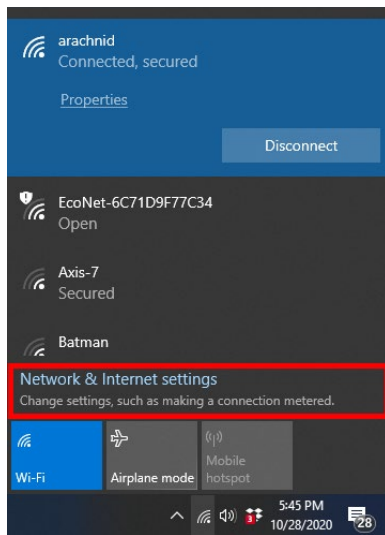 arachnid
Connected, secured
Properties
Disconnect
EcoNet-6C71D9F77C34
Open
Axis-7
Secured
Batman
Network & Internet settings
Change settings, such as making a connection metered.
Wi-Fi
Airplane mode
Mobile
hotspot
5:45 PM
3
10/28/2020
28